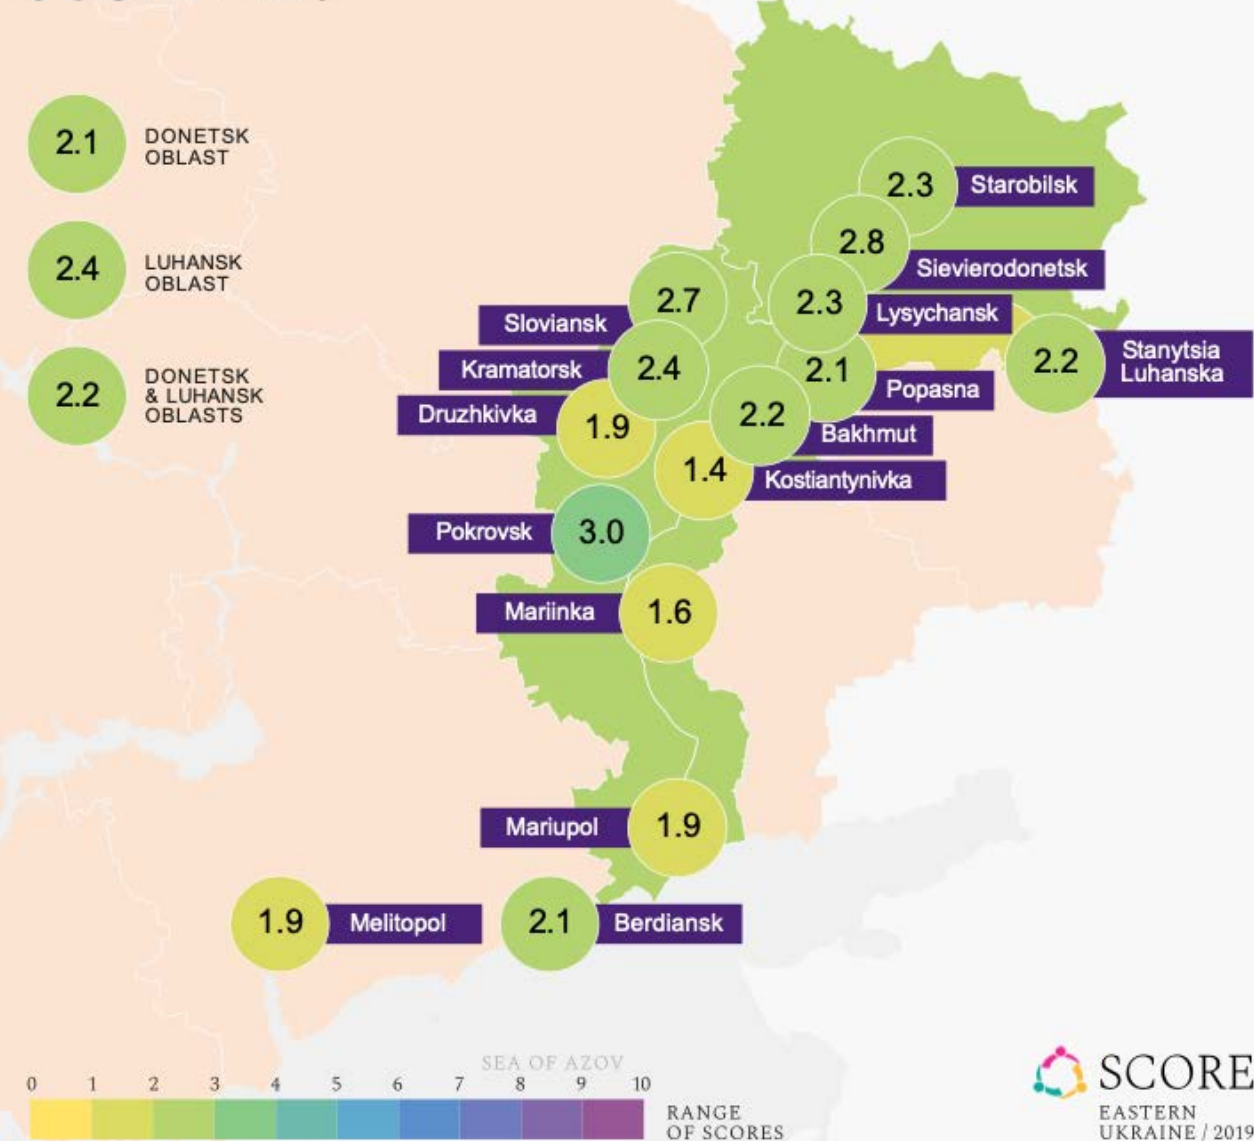 2.1
DONETSK
OBLAST
2.4
LUHANSK
OBLAST
2.2
DONETSK
& LUHANSK
OBLASTS
2.3
Starobilsk
2.8
Sievierodonetsk
2.7
Sloviansk
2.3
Lysychansk
2.2
Stanytsia
Luhanska
2.4
Kramatorsk
2.1
Popasna
1.9
Druzhkivka
2.2
Bakhmut
1.4
Kostiantynivka
3.0
Pokrovsk
1.6
Mariinka
1.9
Mariupol
1.9
Melitopol
2.1
Berdiansk
SEA OF AZOV
0 1 2 3 4 5 6 7 8 9 10
RANGE
OF SCORES
SCORE
EASTERN
UKRAINE / 2019